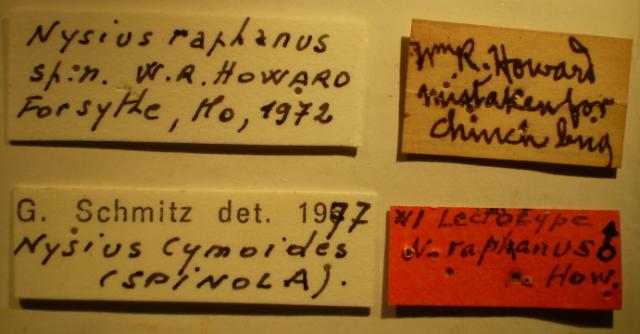 Nysius raphanus
sp:n. W.R. HOWARD
Forsythe, Mo, 1972
Wm R. Howard
mistaken for
chinch bug
G. Schmitz det. 1977
Nysius Cymoides
(SPINOLA).
Lectotype
N. raphanus ♂
How.